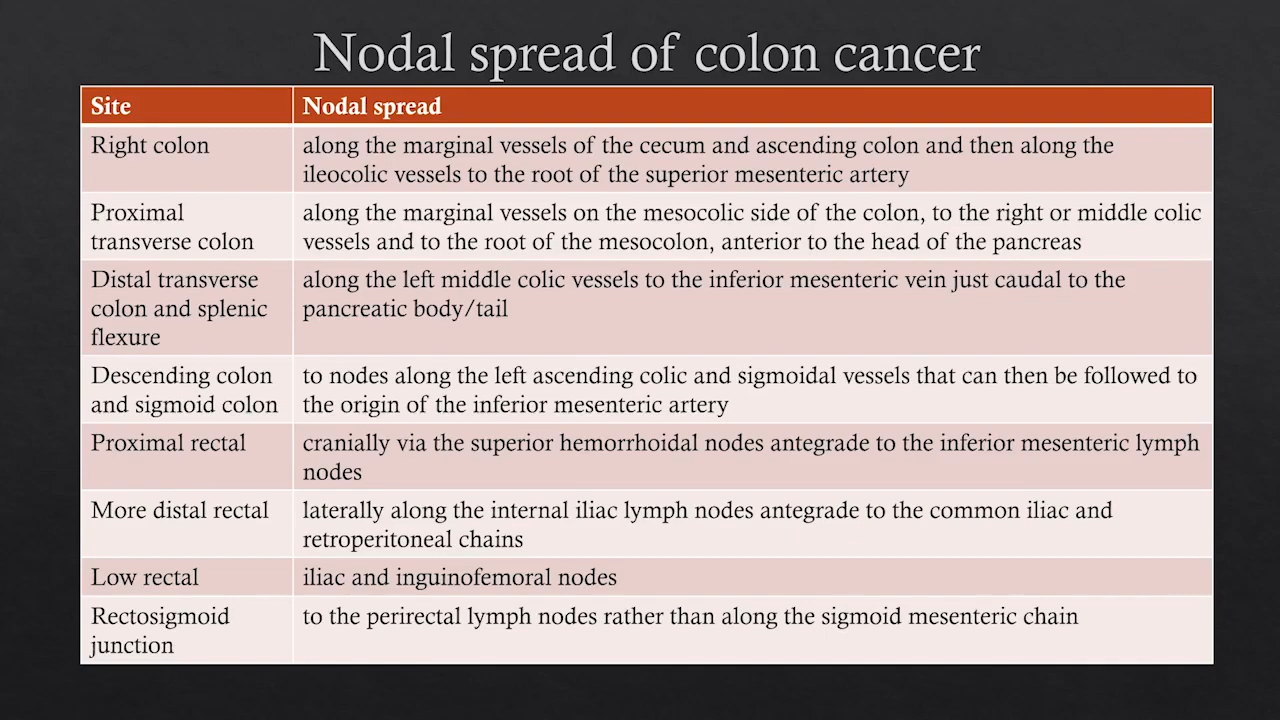 Nodal spread of colon cancer
Site
Nodal spread
Right colon
along the marginal vessels of the cecum and ascending colon and then along the
ileocolic vessels to the root of the superior mesenteric artery
Proximal
transverse colon
along the marginal vessels on the mesocolic side of the colon, to the right or middle colic
vessels and to the root of the mesocolon, anterior to the head of the pancreas
Distal transverse
colon and splenic
flexure
along the left middle colic vessels to the inferior mesenteric vein just caudal to the
pancreatic body/tail
Descending colon
and sigmoid colon
to nodes along the left ascending colic and sigmoidal vessels that can then be followed to
the origin of the inferior mesenteric artery
Proximal rectal
cranially via the superior hemorrhoidal nodes antegrade to the inferior mesenteric lymph
nodes
More distal rectal
laterally along the internal iliac lymph nodes antegrade to the common iliac and
retroperitoneal chains
Low rectal
iliac and inguinofemoral nodes
Rectosigmoid
junction
to the perirectal lymph nodes rather than along the sigmoid mesenteric chain